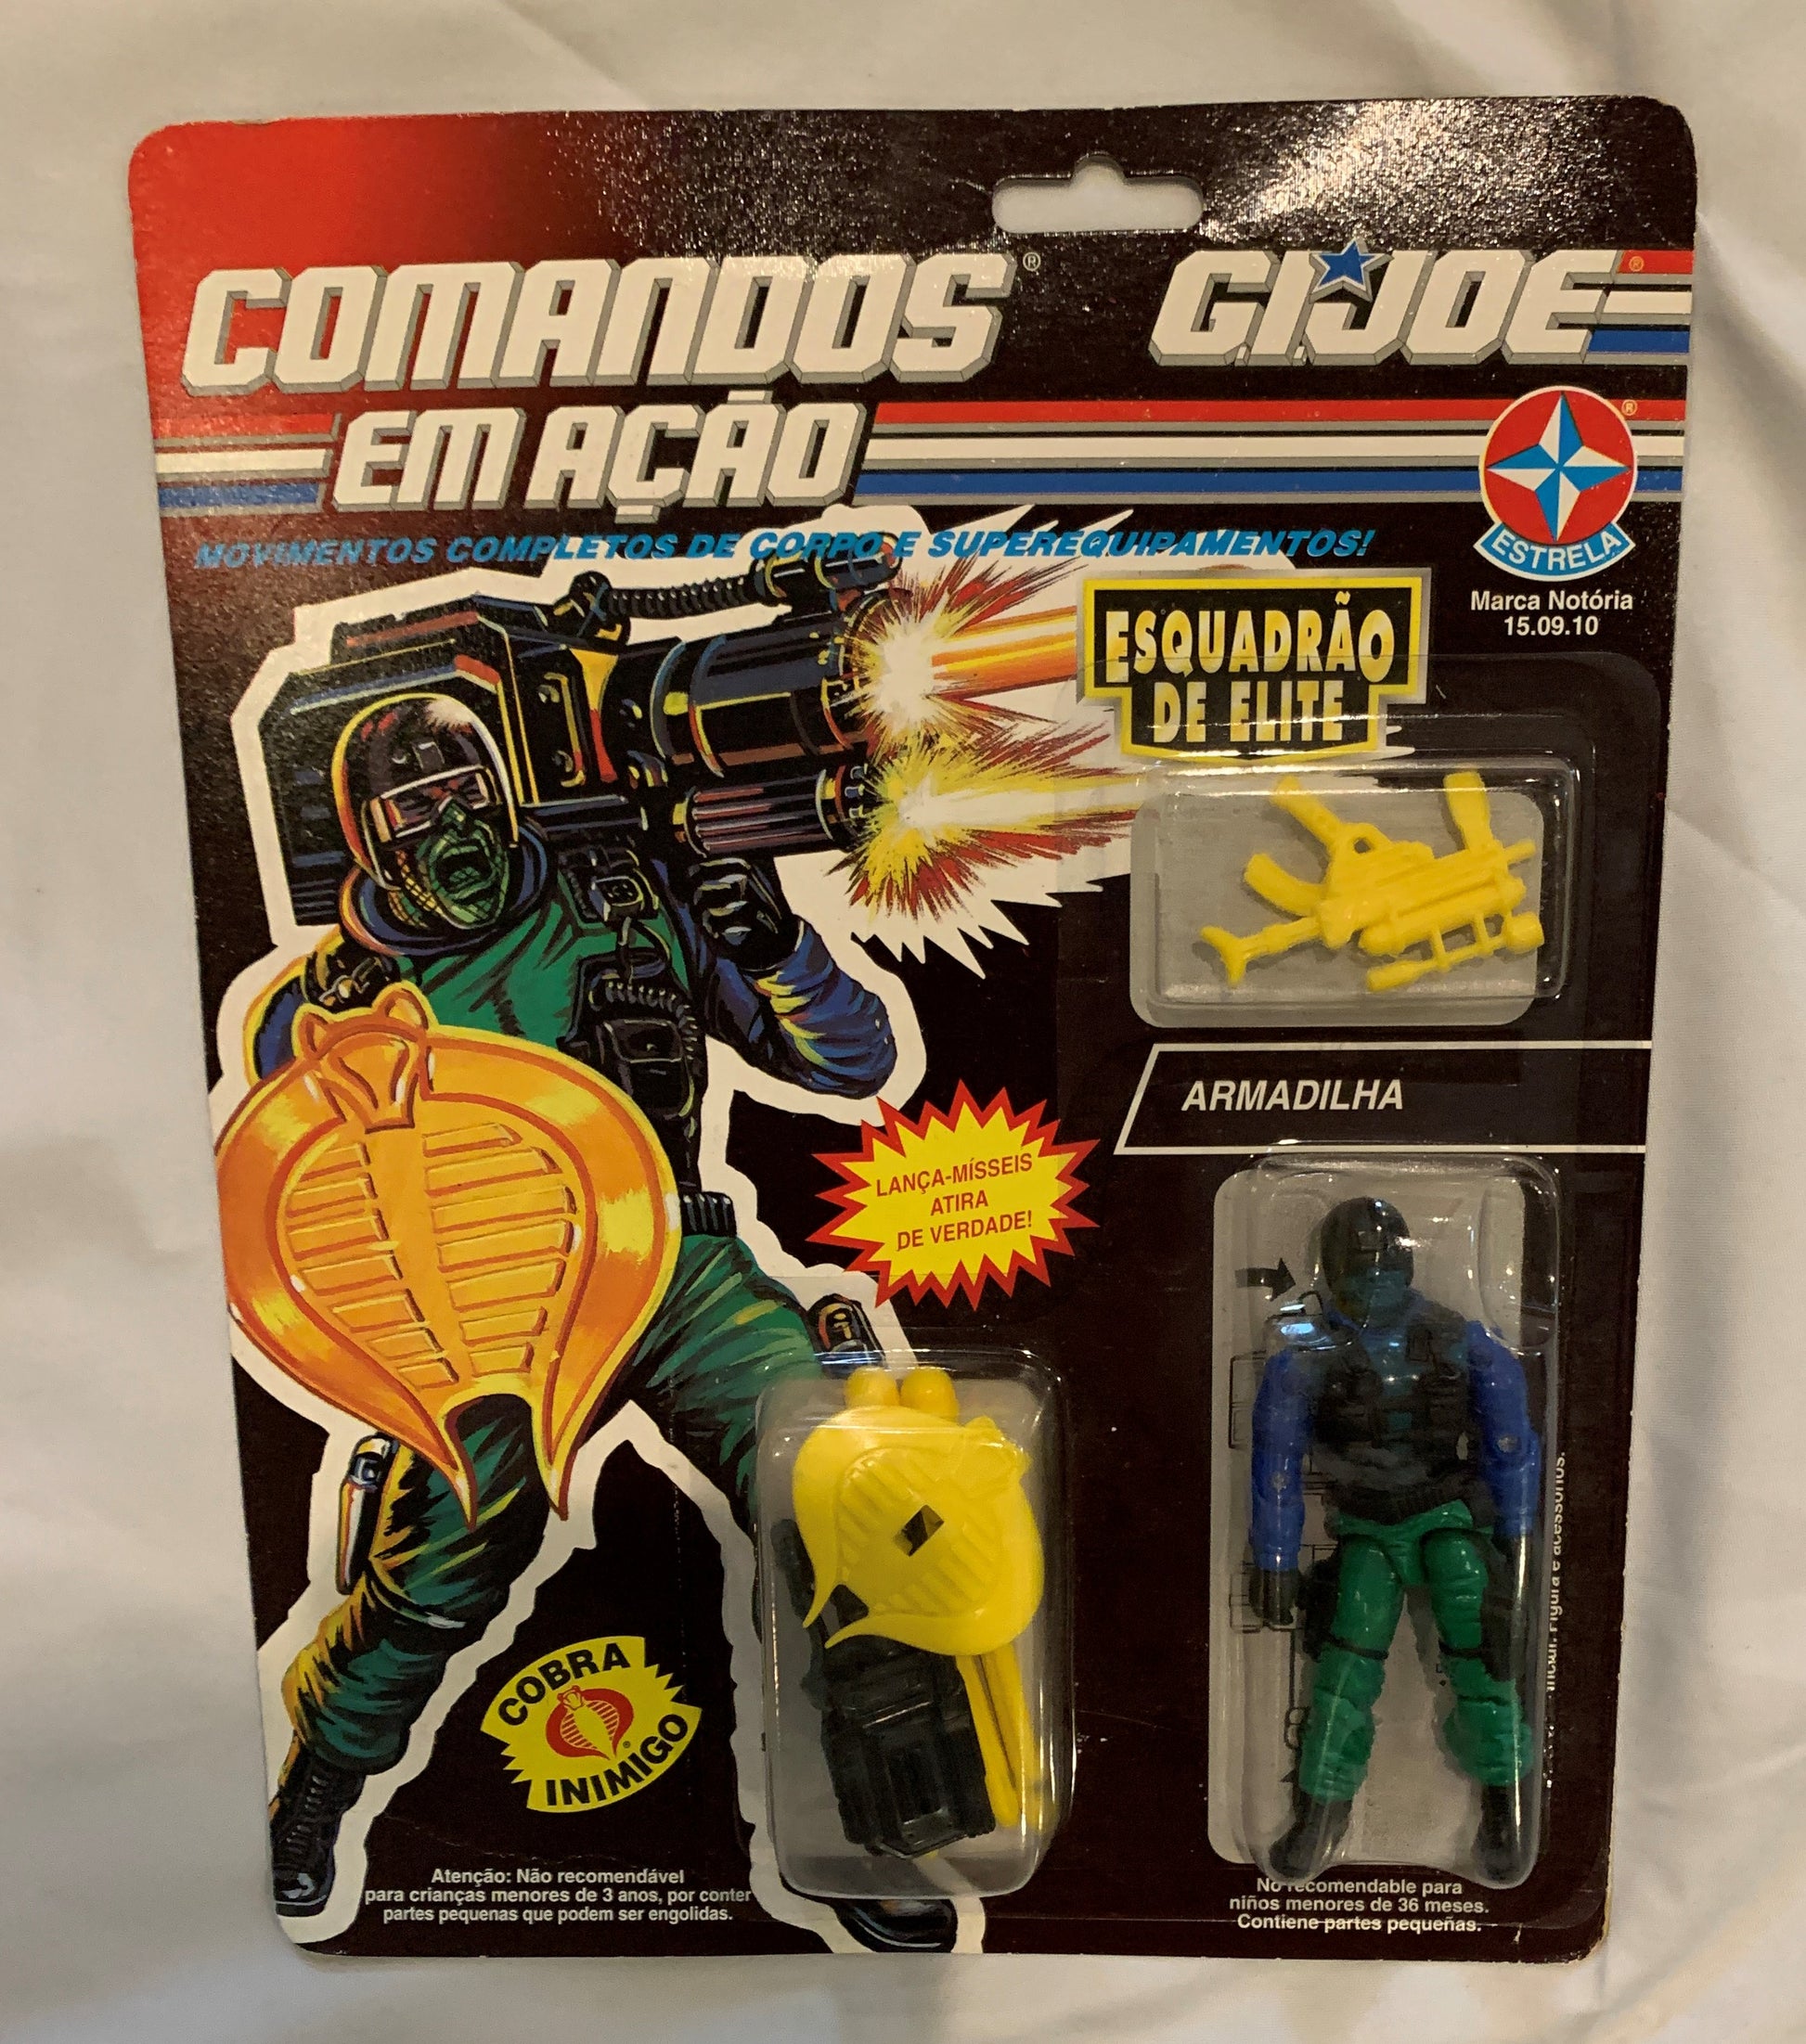 COMANDOS®
EM AÇÃO
G.I.JOE®
®
ESTRELA
Marca Notória
15.09.10
MOVIMENTOS COMPLETOS DE CORPO E SUPEREQUIPAMENTOS!
ESQUADRÃO
DE ELITE
ARMADILHA
LANÇA-MÍSSEIS
ATIRA
DE VERDADE!
COBRA
®
INIMIGO
Atenção: Não recomendável
para crianças menores de 3 anos, por conter
partes pequenas que podem ser engolidas.
No recomendable para
niños menores de 36 meses.
Contiene partes pequeñas.
Figura e acessórios.